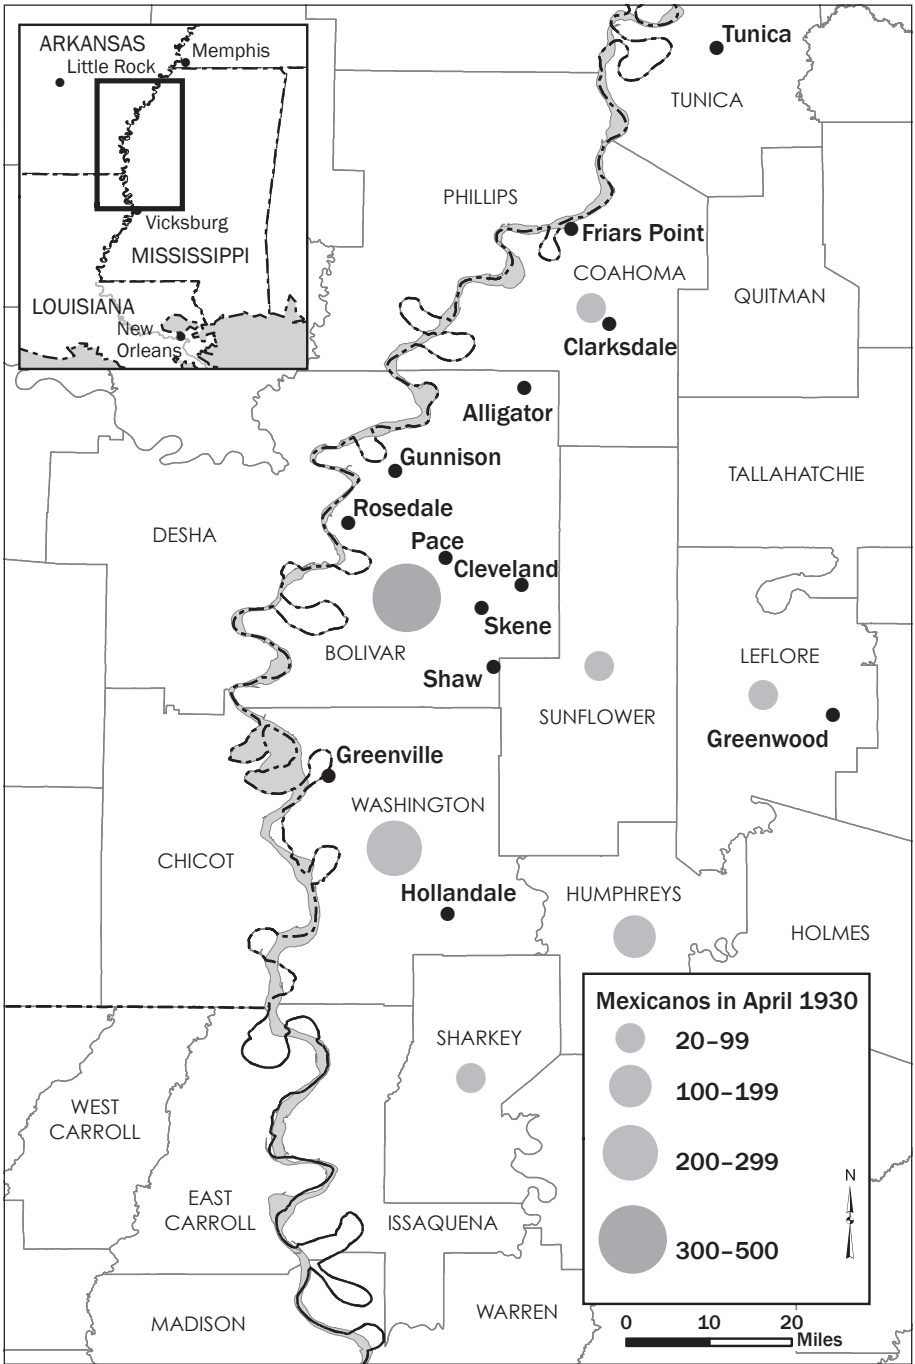 ARKANSAS
Memphis
Little Rock
Vicksburg
MISSISSIPPI
LOUISIANA
New
Orleans
Tunica
TUNICA
PHILLIPS
Friars Point
COAHOMA
QUITMAN
Clarksdale
Alligator
Gunnison
TALLAHATCHIE
Rosedale
DESHA
Pace
Cleveland
Skene
BOLIVAR
LEFLORE
Shaw
SUNFLOWER
Greenwood
Greenville
WASHINGTON
CHICOT
Hollandale
HUMPHREYS
HOLMES
Mexicanos in April 1930
20–99
100–199
200–299
300–500
N
SHARKEY
WEST
CARROLL
EAST
CARROLL
ISSAQUENA
MADISON
WARREN
0 10 20
Miles